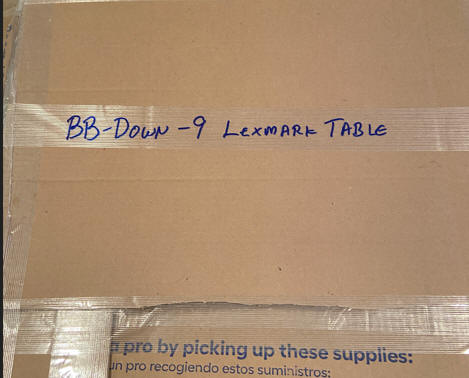 BB-Down-9 Lexmark Table
a pro by picking up these supplies:
un pro recogiendo estos suministros: